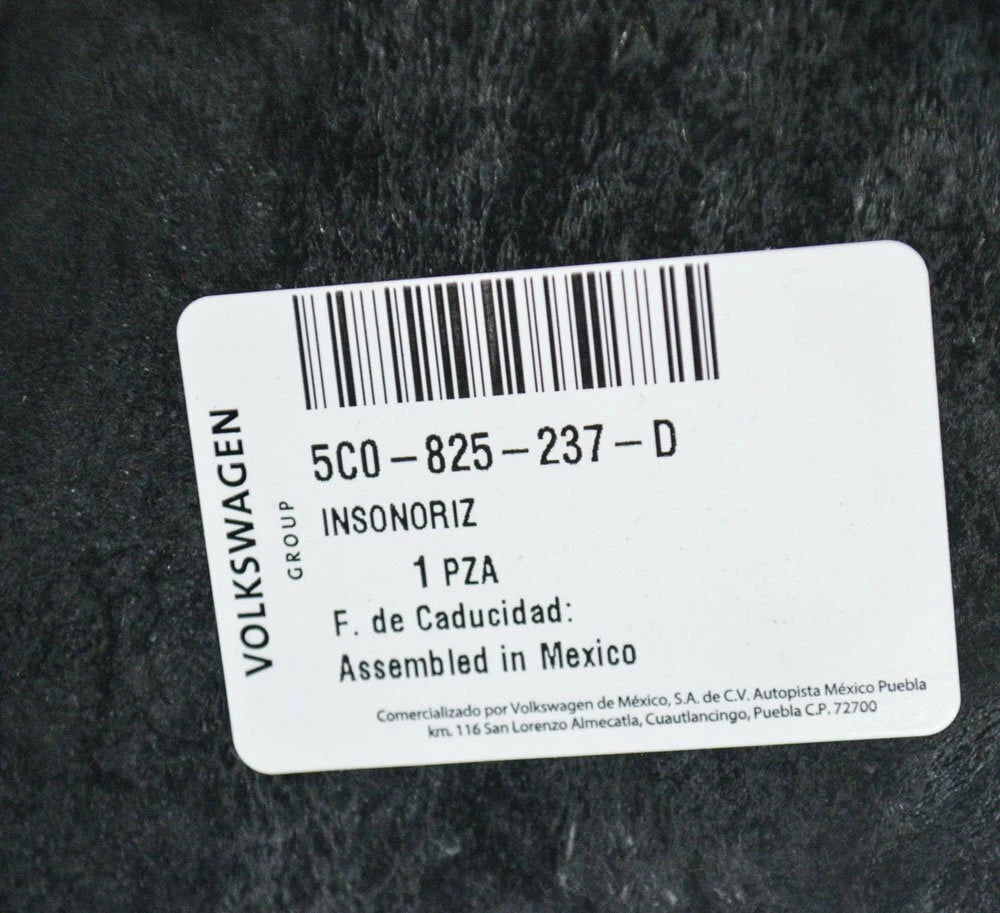 VOLKSWAGEN
GROUP
5C0-825-237-D
INSONORIZ
1 PZA
F. de Caducidad:
Assembled in Mexico
Comercializado por Volkswagen de México, S.A. de C.V. Autopista México Puebla
km. 116 San Lorenzo Almecatla, Cuautlancingo, Puebla C.P. 72700